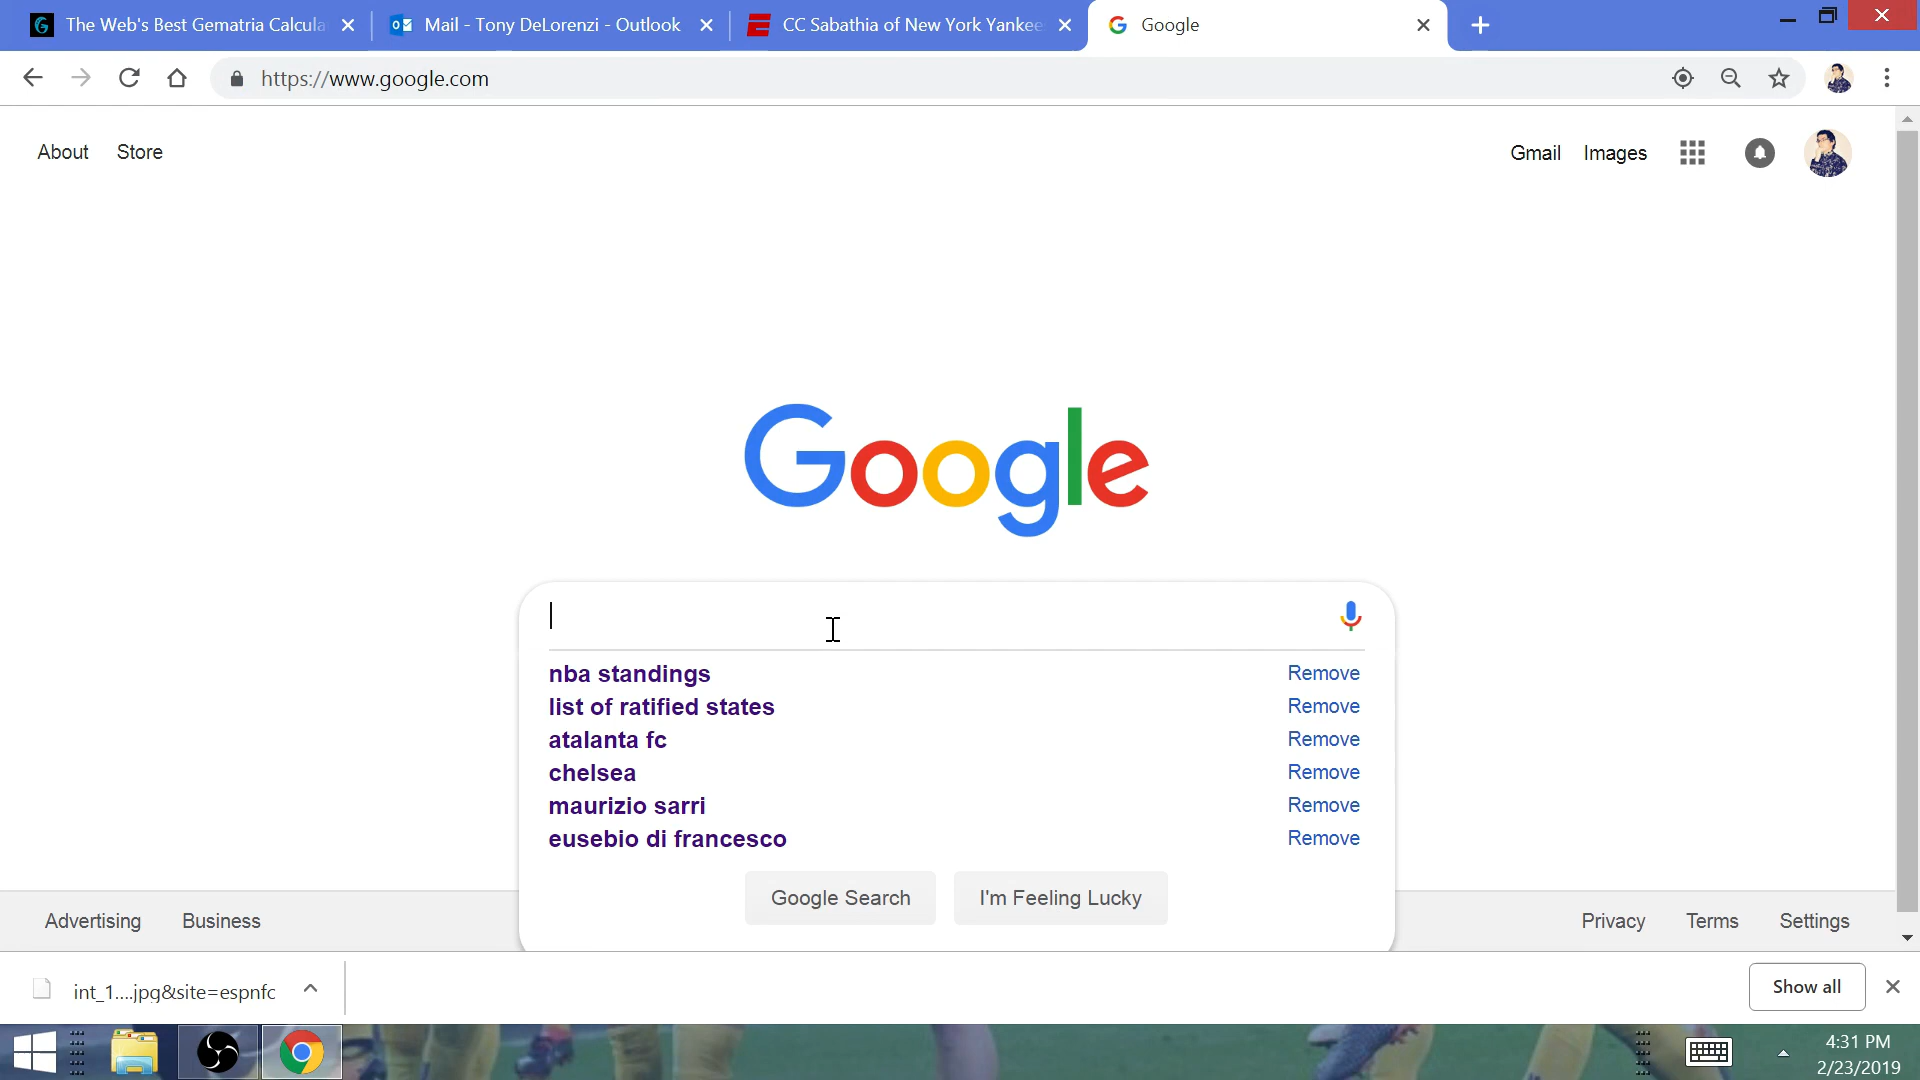 The Web's Best Gematria Calcula
Mail - Tony DeLorenzi - Outlook
CC Sabathia of New York Yankee
Google
https://www.google.com
About Store
Gmail Images
Google
nba standings Remove
list of ratified states Remove
atalanta fc Remove
chelsea Remove
maurizio sarri Remove
eusebio di francesco Remove
Google Search I'm Feeling Lucky
Advertising Business
Privacy Terms Settings
int_1....jpg&site=espnfc
Show all
4:31 PM
2/23/2019